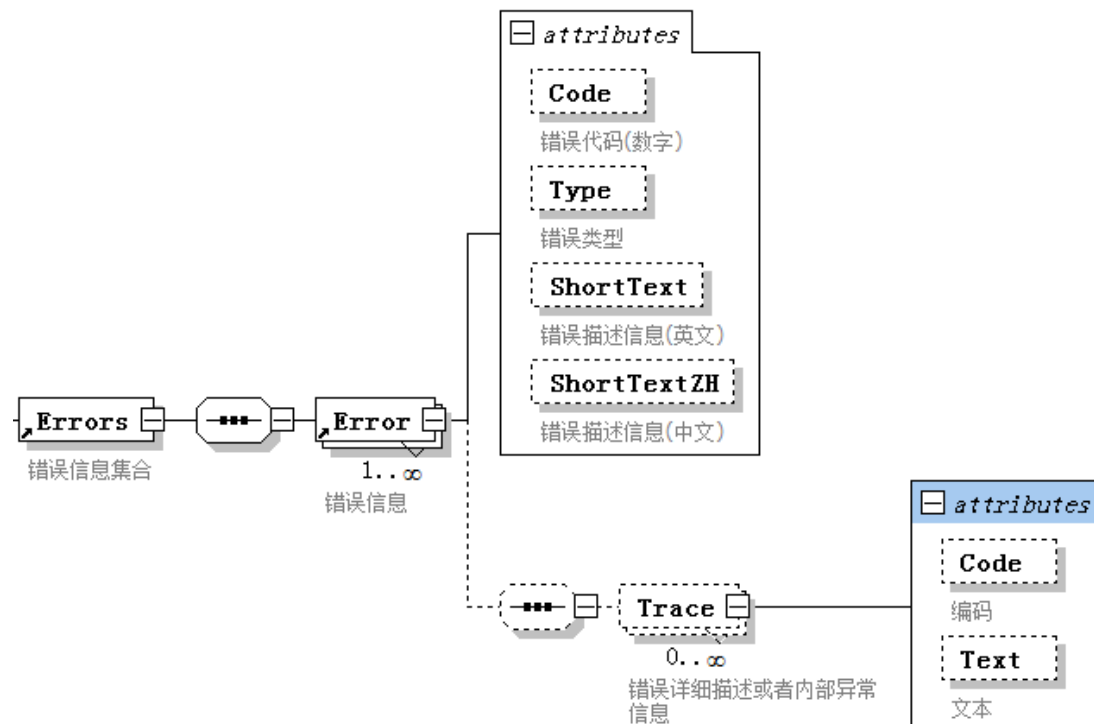 attributes
Code
错误代码(数字)
Type
错误类型
ShortText
错误描述信息(英文)
ShortTextZH
错误描述信息(中文)
Errors
错误信息集合
Error
1..∞
错误信息
Trace
0..∞
错误详细描述或者内部异常
信息
attributes
Code
编码
Text
文本